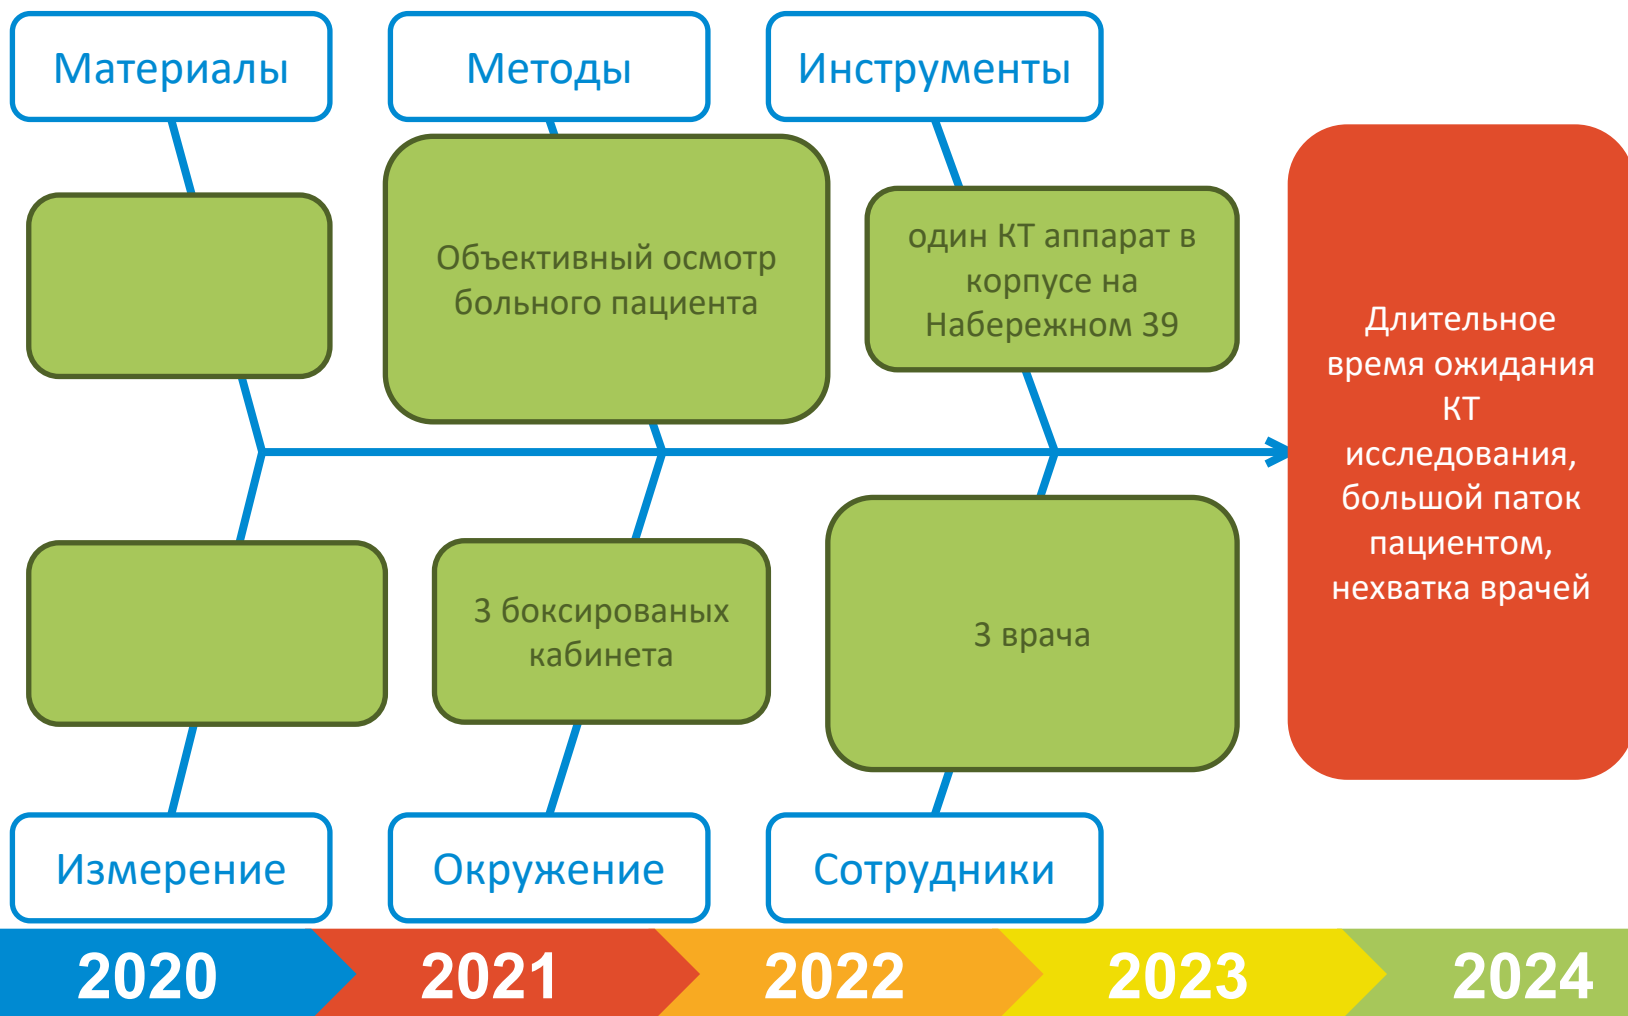 Материалы
Методы
Инструменты
Объективный осмотр
больного пациента
один КТ аппарат в
корпусе на
Набережном 39
Длительное
время ожидания
КТ
исследования,
большой паток
пациентом,
нехватка врачей
3 боксированых
кабинета
3 врача
Измерение
Окружение
Сотрудники
2020
2021
2022
2023
2024